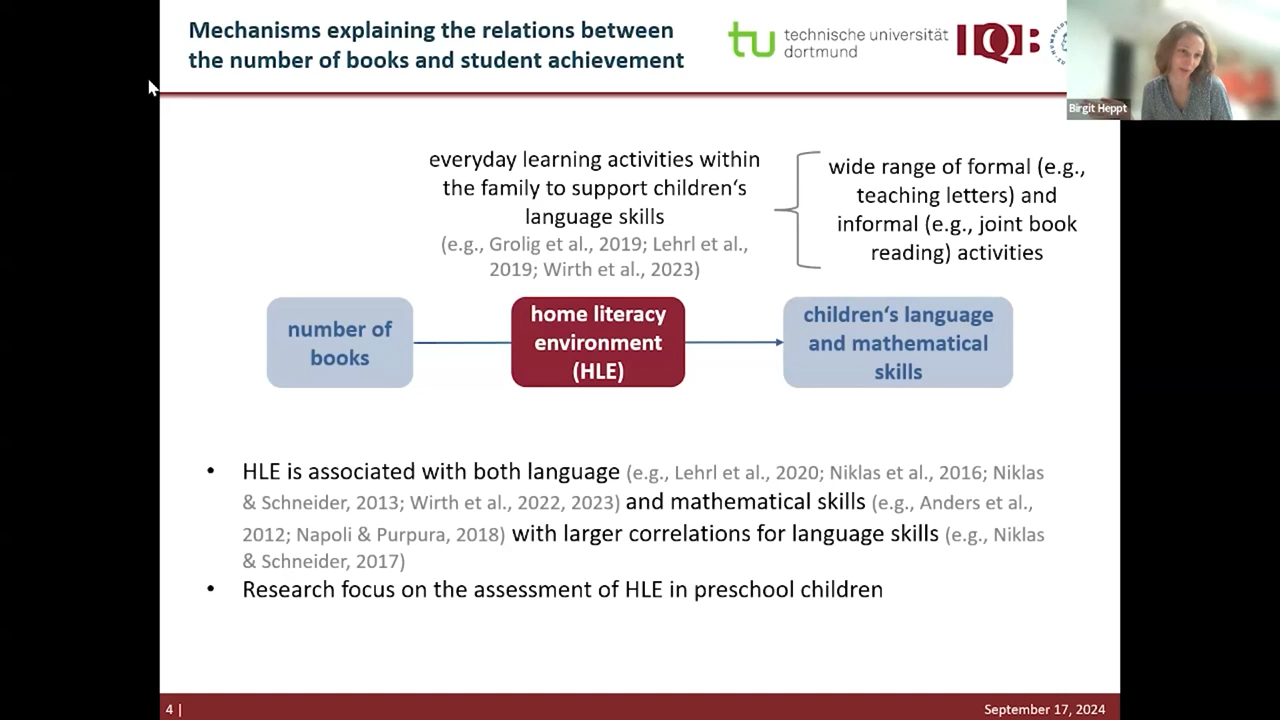 Mechanisms explaining the relations between
the number of books and student achievement
tu technische universität
dortmund
IQB
Birgit Heppt
everyday learning activities within
the family to support children‘s
language skills
(e.g., Grolig et al., 2019; Lehrl et al.,
2019; Wirth et al., 2023)
wide range of formal (e.g.,
teaching letters) and
informal (e.g., joint book
reading) activities
number of
books
home literacy
environment
(HLE)
children‘s language
and mathematical
skills
• HLE is associated with both language (e.g., Lehrl et al., 2020; Niklas et al., 2016; Niklas
& Schneider, 2013; Wirth et al., 2022, 2023) and mathematical skills (e.g., Anders et al.,
2012; Napoli & Purpura, 2018) with larger correlations for language skills (e.g., Niklas
& Schneider, 2017)
• Research focus on the assessment of HLE in preschool children
4 |
September 17, 2024